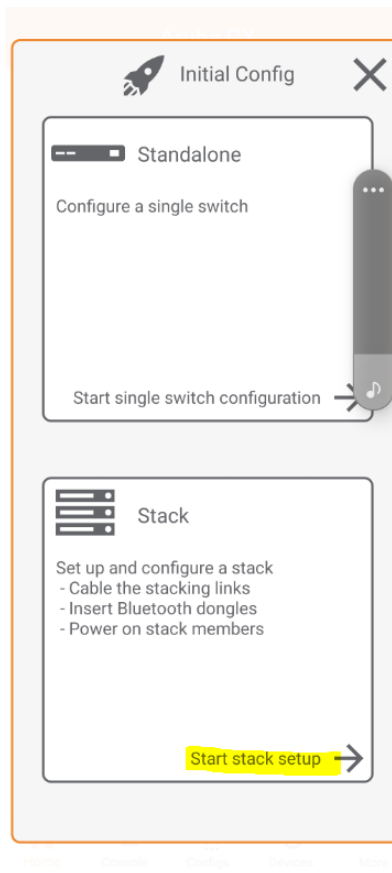 Initial Config
Standalone
Configure a single switch
Start single switch configuration
Stack
Set up and configure a stack
- Cable the stacking links
- Insert Bluetooth dongles
- Power on stack members
Start stack setup